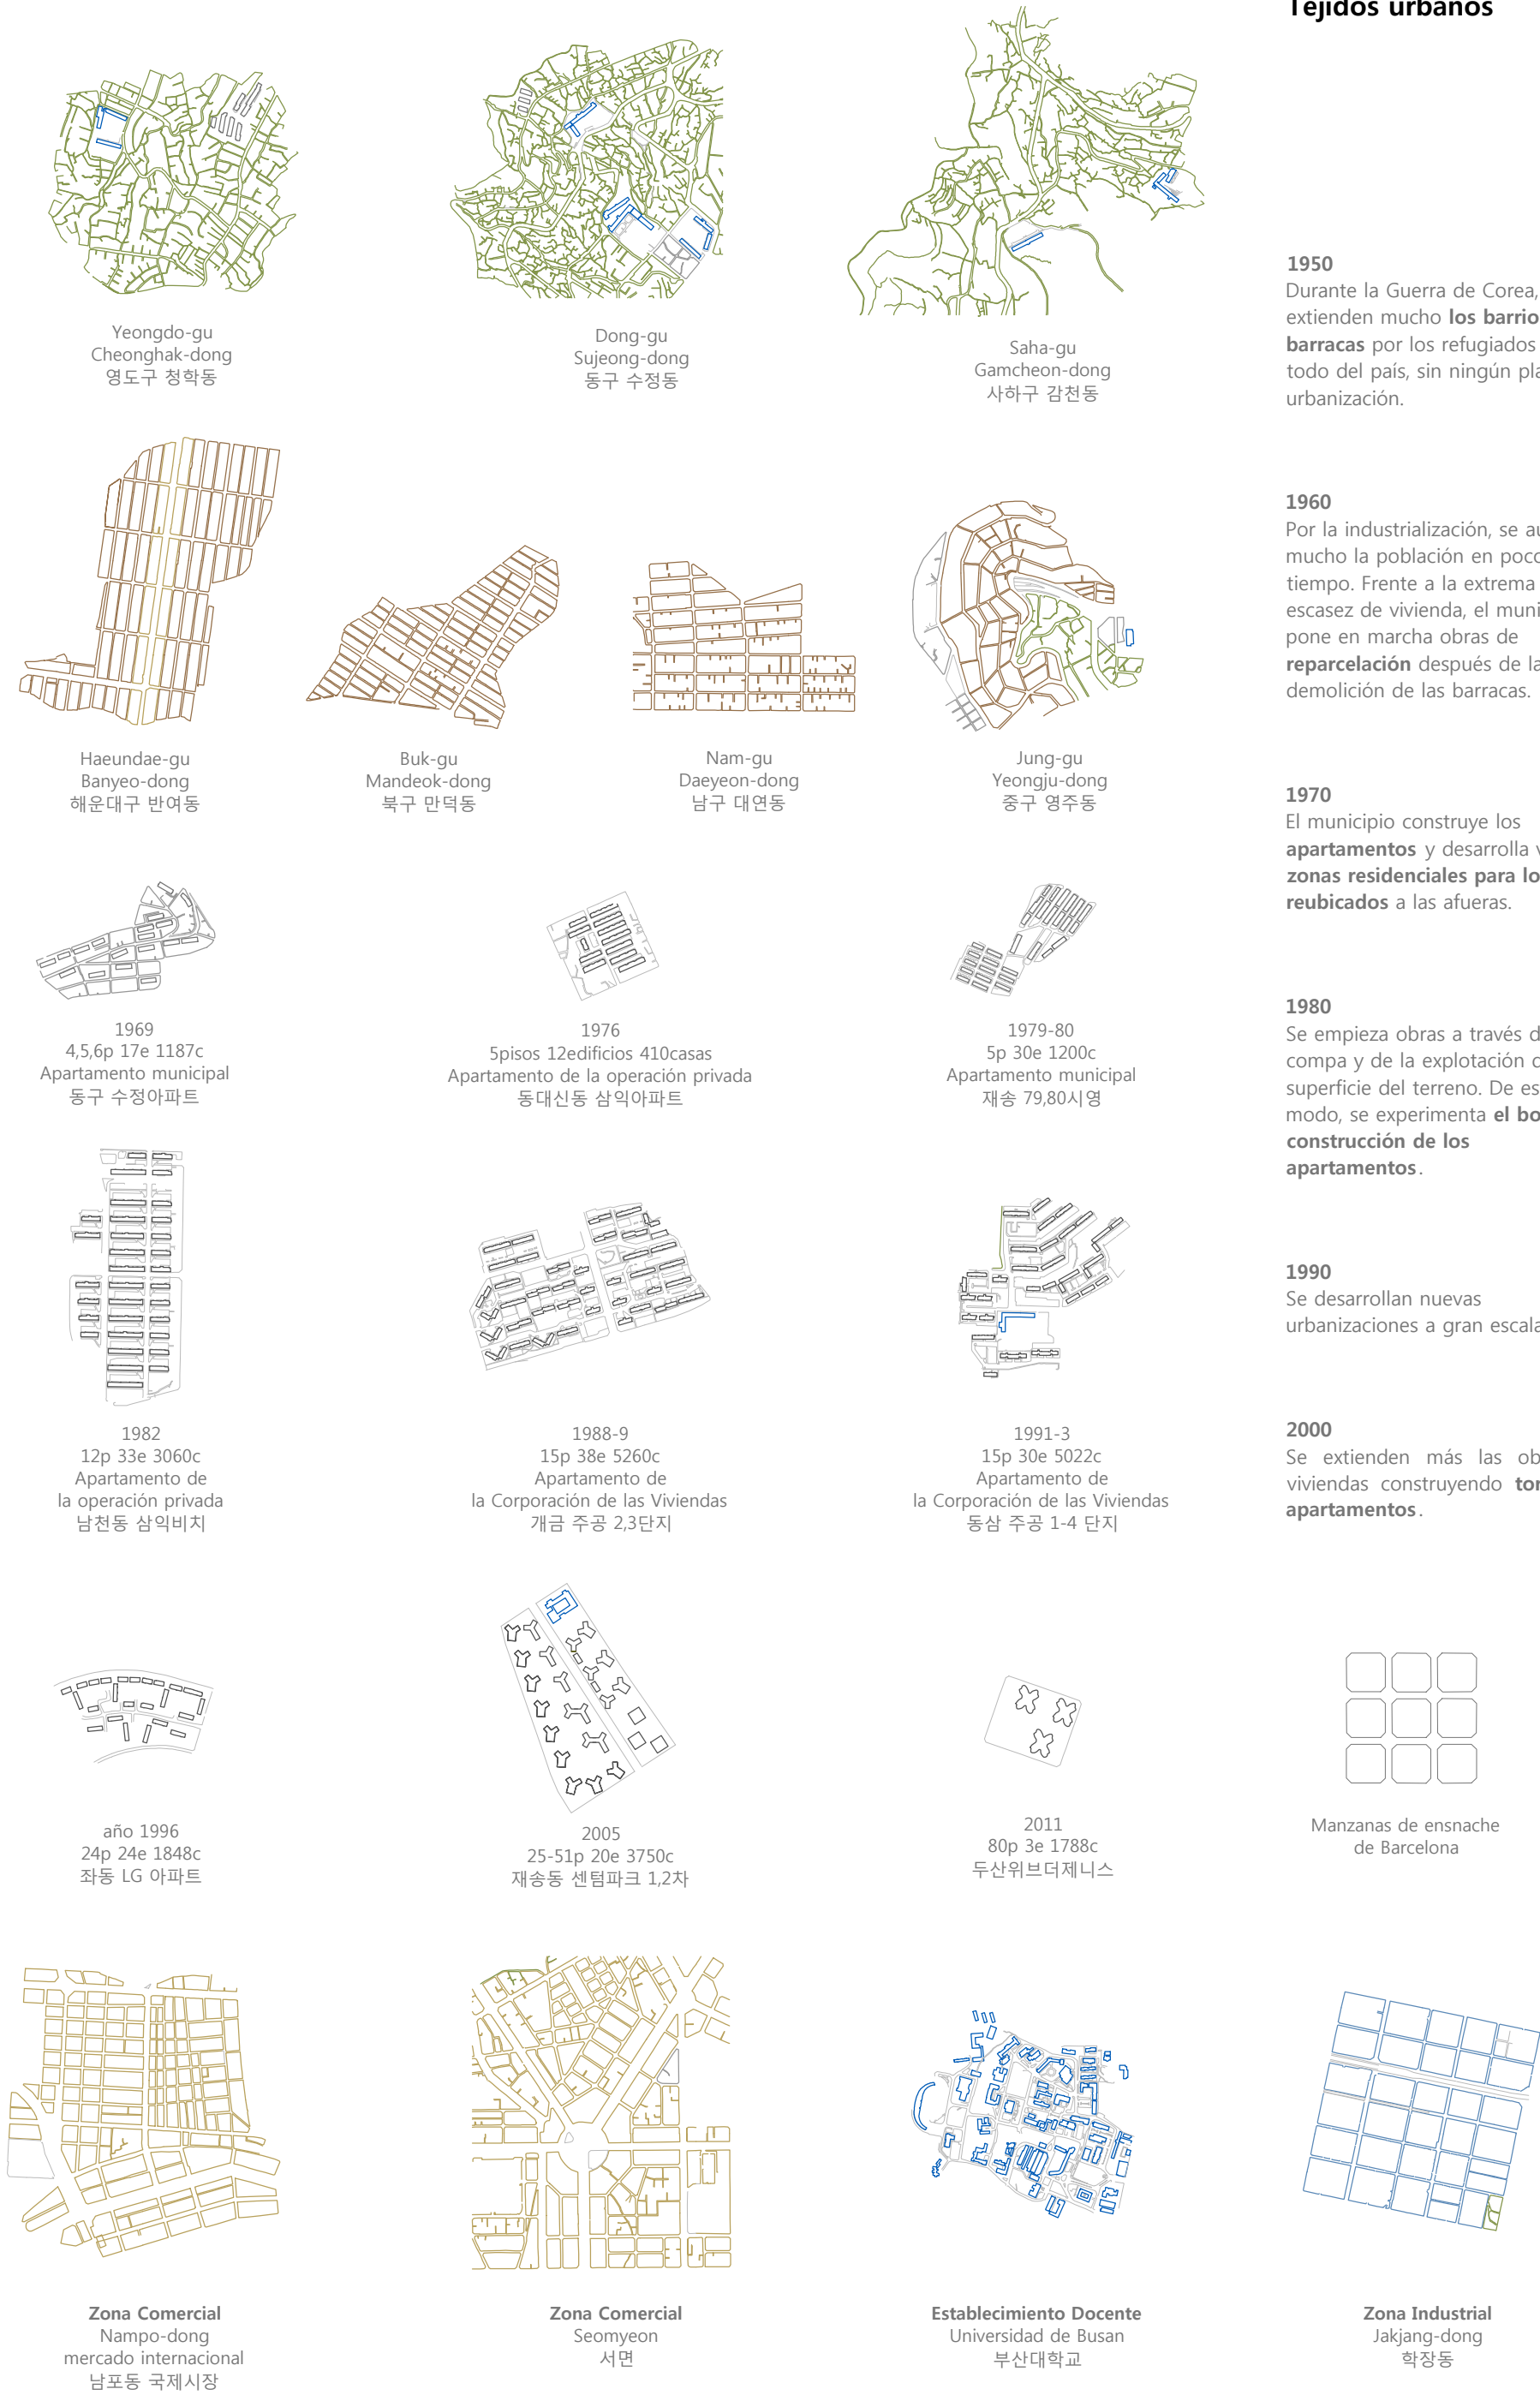 Tejidos urbanos
Yeongdo-gu
Cheonghak-dong
영도구 청학동
Dong-gu
Sujeong-dong
동구 수정동
Saha-gu
Gamcheon-dong
사하구 감천동
1950
Durante la Guerra de Corea,
extienden mucho los barrio
barracas por los refugiados
todo del país, sin ningún pla
urbanización.
Haeundae-gu
Banyeo-dong
해운대구 반여동
Buk-gu
Mandeok-dong
북구 만덕동
Nam-gu
Daeyeon-dong
남구 대연동
Jung-gu
Yeongju-dong
중구 영주동
1960
Por la industrialización, se au
mucho la población en poco
tiempo. Frente a la extrema
escasez de vivienda, el muni
pone en marcha obras de
reparcelación después de la
demolición de las barracas.
1969
4,5,6p 17e 1187c
Apartamento municipal
동구 수정아파트
1976
5pisos 12edificios 410casas
Apartamento de la operación privada
동대신동 삼익아파트
1979-80
5p 30e 1200c
Apartamento municipal
재송 79,80시영
1970
El municipio construye los
apartamentos y desarrolla v
zonas residenciales para lo
reubicados a las afueras.
1980
Se empieza obras a través d
compa y de la explotación d
superficie del terreno. De es
modo, se experimenta el bo
construcción de los
apartamentos.
1982
12p 33e 3060c
Apartamento de
la operación privada
남천동 삼익비치
1988-9
15p 38e 5260c
Apartamento de
la Corporación de las Viviendas
개금 주공 2,3단지
1991-3
15p 30e 5022c
Apartamento de
la Corporación de las Viviendas
동삼 주공 1-4 단지
1990
Se desarrollan nuevas
urbanizaciones a gran escala
2000
Se extienden más las ob
viviendas construyendo tor
apartamentos.
año 1996
24p 24e 1848c
좌동 LG 아파트
2005
25-51p 20e 3750c
재송동 센텀파크 1,2차
2011
80p 3e 1788c
두산위브더제니스
Manzanas de ensnache
de Barcelona
Zona Comercial
Nampo-dong
mercado internacional
남포동 국제시장
Zona Comercial
Seomyeon
서면
Establecimiento Docente
Universidad de Busan
부산대학교
Zona Industrial
Jakjang-dong
학장동